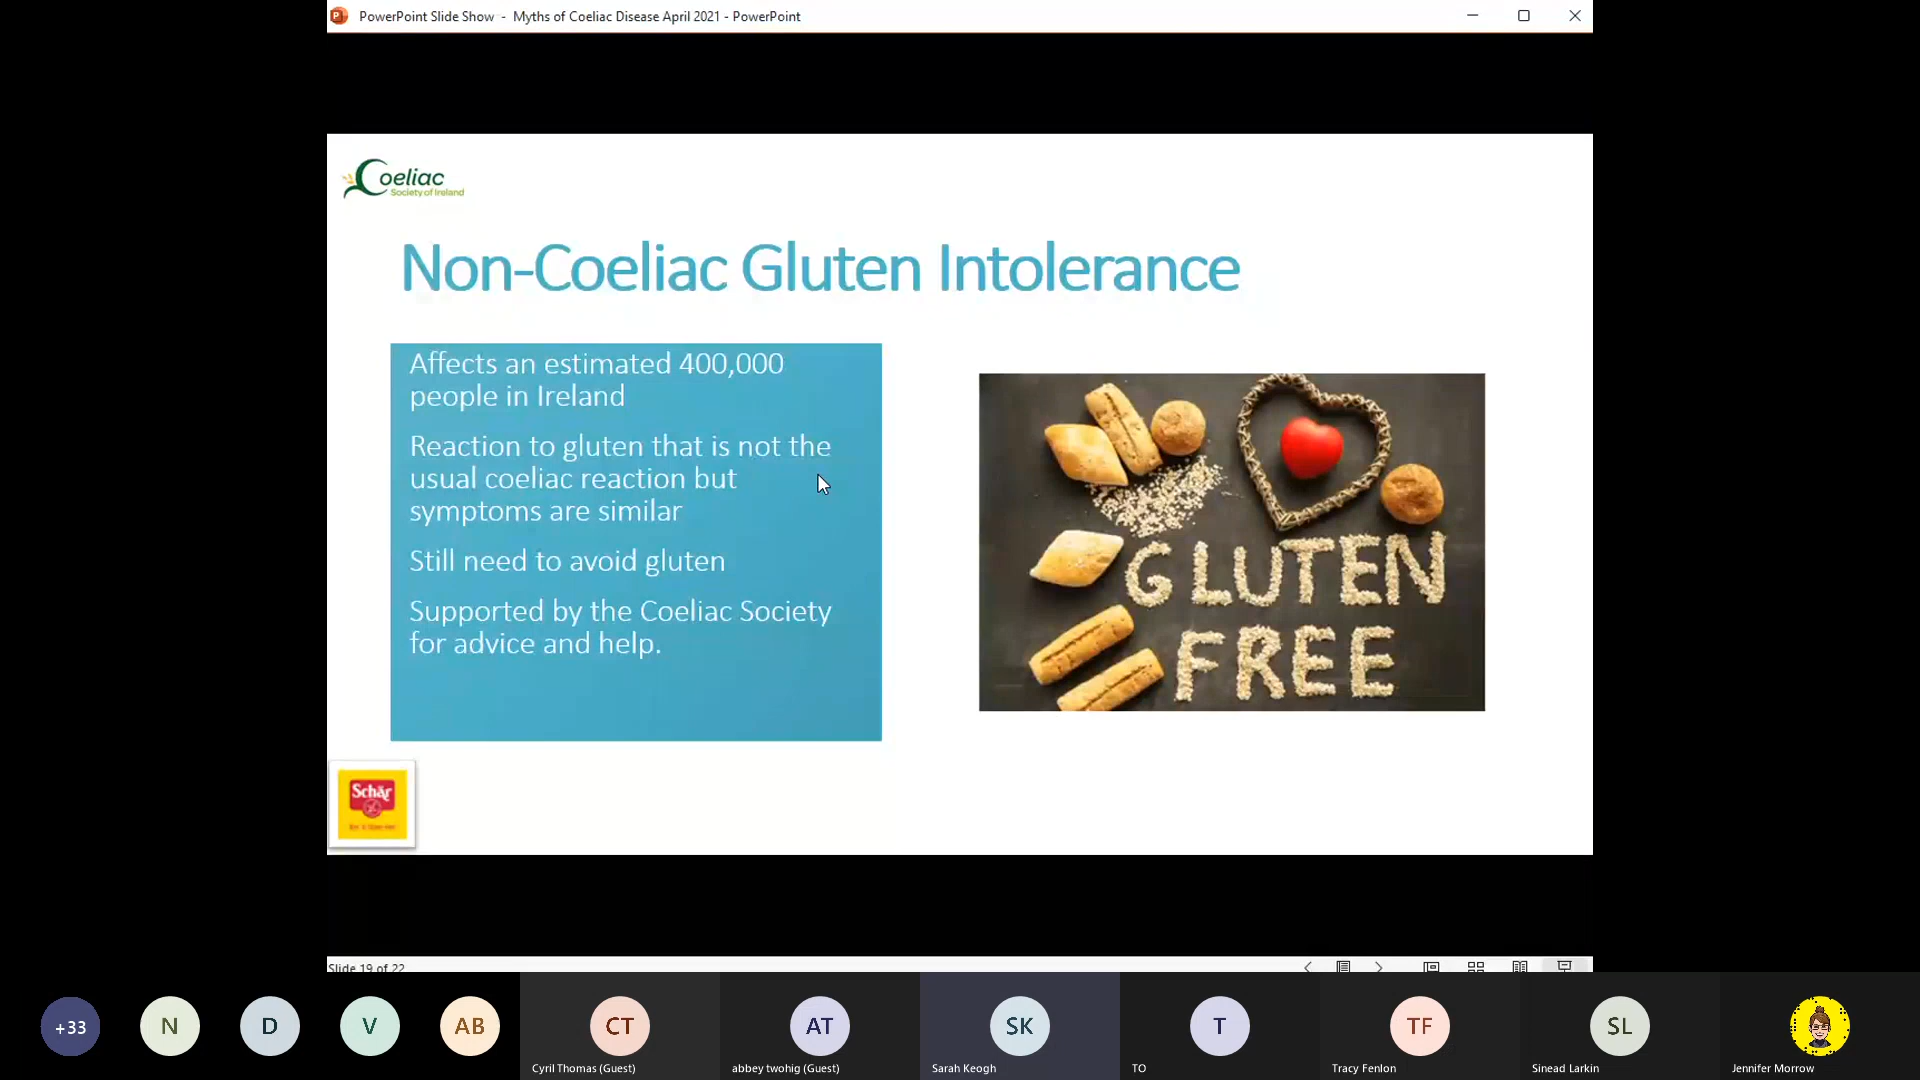 PowerPoint Slide Show - Myths of Coeliac Disease April 2021 - PowerPoint
Coeliac
Society of Ireland
Non-Coeliac Gluten Intolerance
Affects an estimated 400,000
people in Ireland
Reaction to gluten that is not the
usual coeliac reaction but
symptoms are similar
Still need to avoid gluten
Supported by the Coeliac Society
for advice and help.
GLUTEN
FREE
Schär
Slide 19 of 22
+33
N
D
V
AB
CT
AT
SK
T
TF
SL
Cyril Thomas (Guest)
abbey twohig (Guest)
Sarah Keogh
TO
Tracy Fenlon
Sinead Larkin
Jennifer Morrow